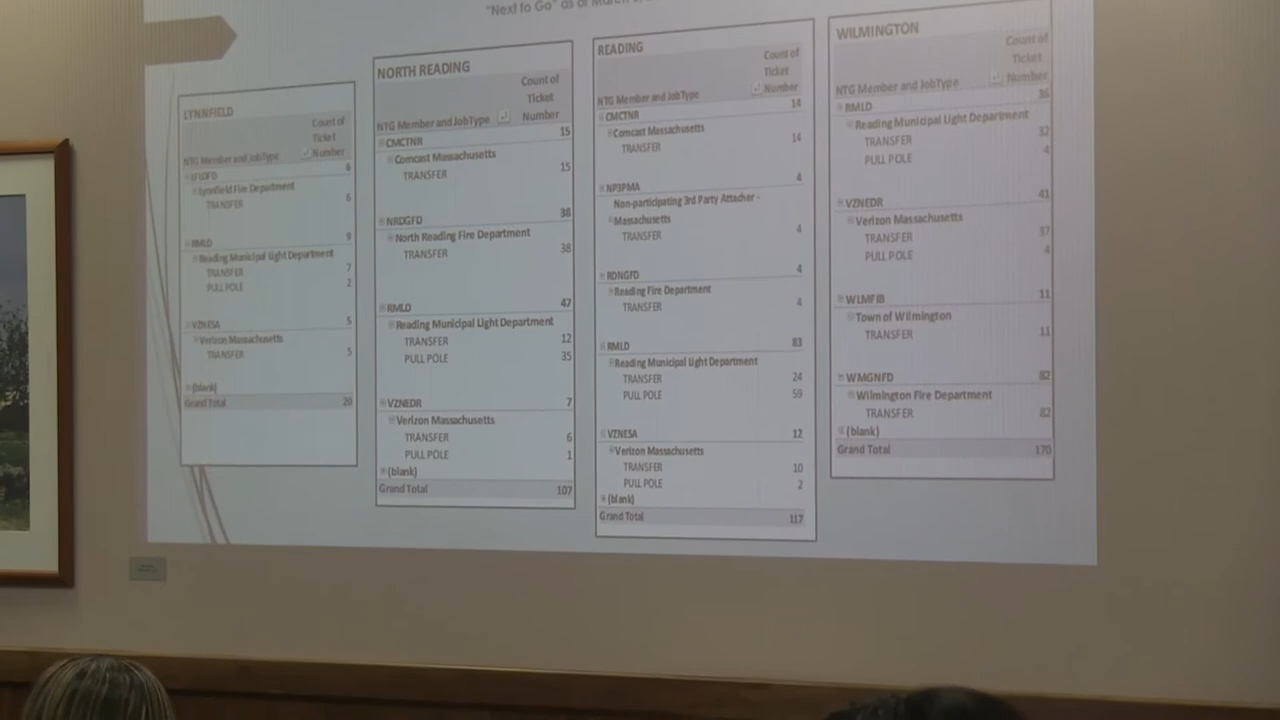 "Next to Go" as of March
LYNNFIELD
Count of
Ticket
NTG Member and JobType Number
LFLDFD 6
Lynnfield Fire Department
TRANSFER 6
RMLD 9
Reading Municipal Light Department
TRANSFER 7
PULL POLE 2
VZNESA 5
Verizon Massachusetts
TRANSFER 5
(blank)
Grand Total 20
NORTH READING
Count of
Ticket
NTG Member and JobType Number
CMCTNR 15
Comcast Massachusetts
TRANSFER 15
NRDGFD 38
North Reading Fire Department
TRANSFER 38
RMLD 47
Reading Municipal Light Department
TRANSFER 12
PULL POLE 35
VZNEDR 7
Verizon Massachusetts
TRANSFER 6
PULL POLE 1
(blank)
Grand Total 107
READING
Count of
Ticket
NTG Member and JobType Number
CMCTNR 14
Comcast Massachusetts
TRANSFER 14
NP3PMA 4
Non-participating 3rd Party Attacher -
Massachusetts
TRANSFER 4
RDNGFD 4
Reading Fire Department
TRANSFER 4
RMLD 83
Reading Municipal Light Department
TRANSFER 24
PULL POLE 59
VZNESA 12
Verizon Massachusetts
TRANSFER 10
PULL POLE 2
(blank)
Grand Total 117
WILMINGTON
Count of
Ticket
NTG Member and JobType Number
RMLD 36
Reading Municipal Light Department
TRANSFER 32
PULL POLE 4
VZNEDR 41
Verizon Massachusetts
TRANSFER 37
PULL POLE 4
WLMFIB 11
Town of Wilmington
TRANSFER 11
WMGNFD 82
Wilmington Fire Department
TRANSFER 82
(blank)
Grand Total 170